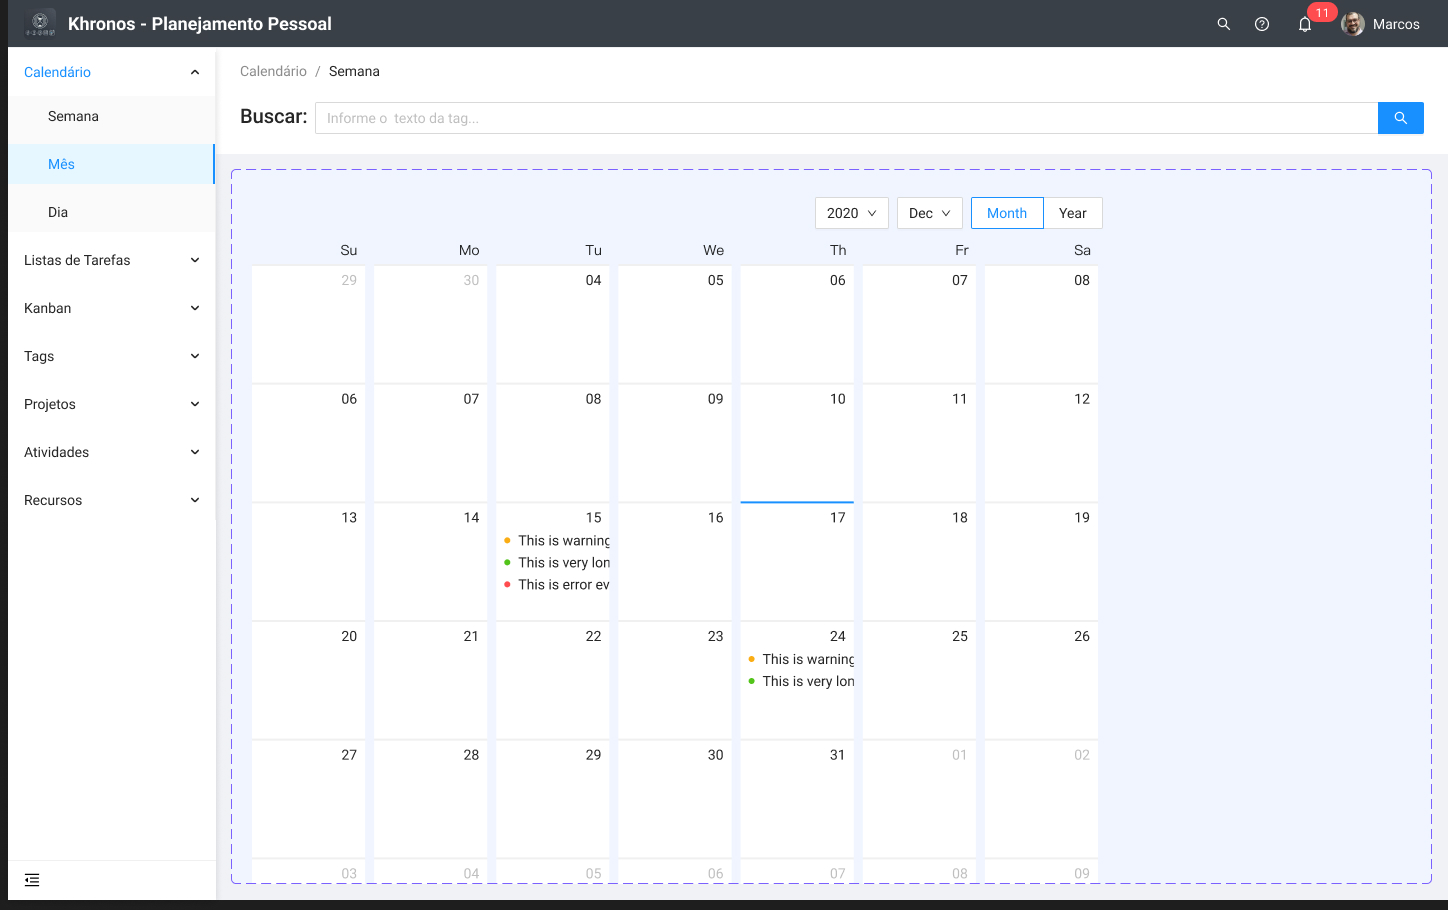 Khronos - Planejamento Pessoal
11
Marcos
Calendário
Semana
Mês
Dia
Listas de Tarefas
Kanban
Tags
Projetos
Atividades
Recursos
Calendário / Semana
Buscar:
Informe o texto da tag...
2020 Dec Month Year
Su Mo Tu We Th Fr Sa
29 30 04 05 06 07 08
06 07 08 09 10 11 12
13 14 15 16 17 18 19
This is warning
This is very lon
This is error ev
20 21 22 23 24 25 26
This is warning
This is very lon
27 28 29 30 31 01 02
03 04 05 06 07 08 09